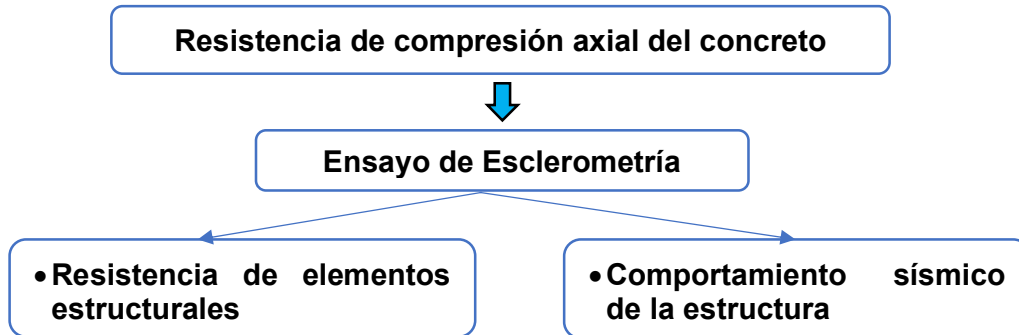 Resistencia de compresión axial del concreto
Ensayo de Esclerometría
• Resistencia de elementos
estructurales
• Comportamiento sísmico
de la estructura